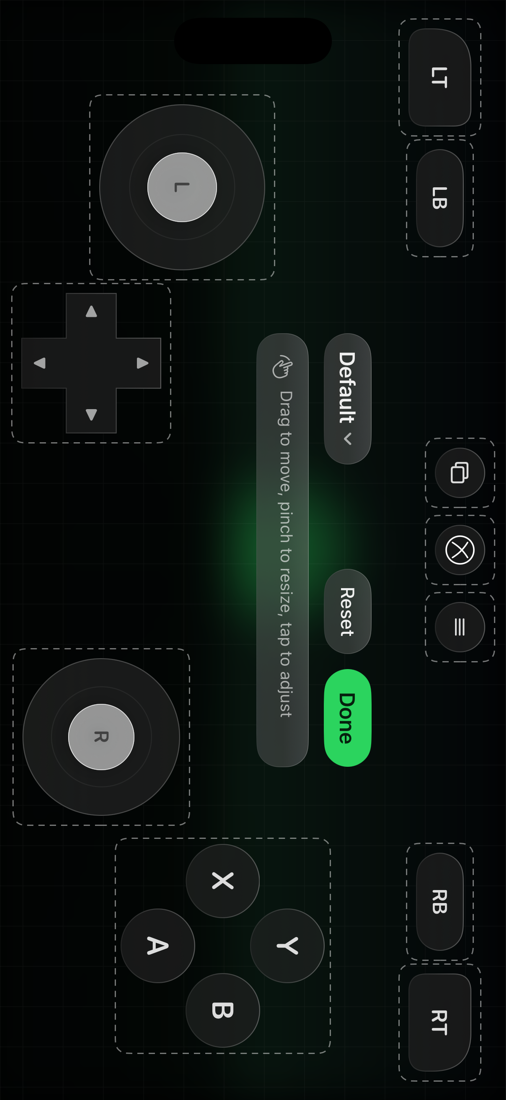 LT
LB
RB
RT
Default
Reset
Done
Drag to move, pinch to resize, tap to adjust
L
R
Y
X
B
A